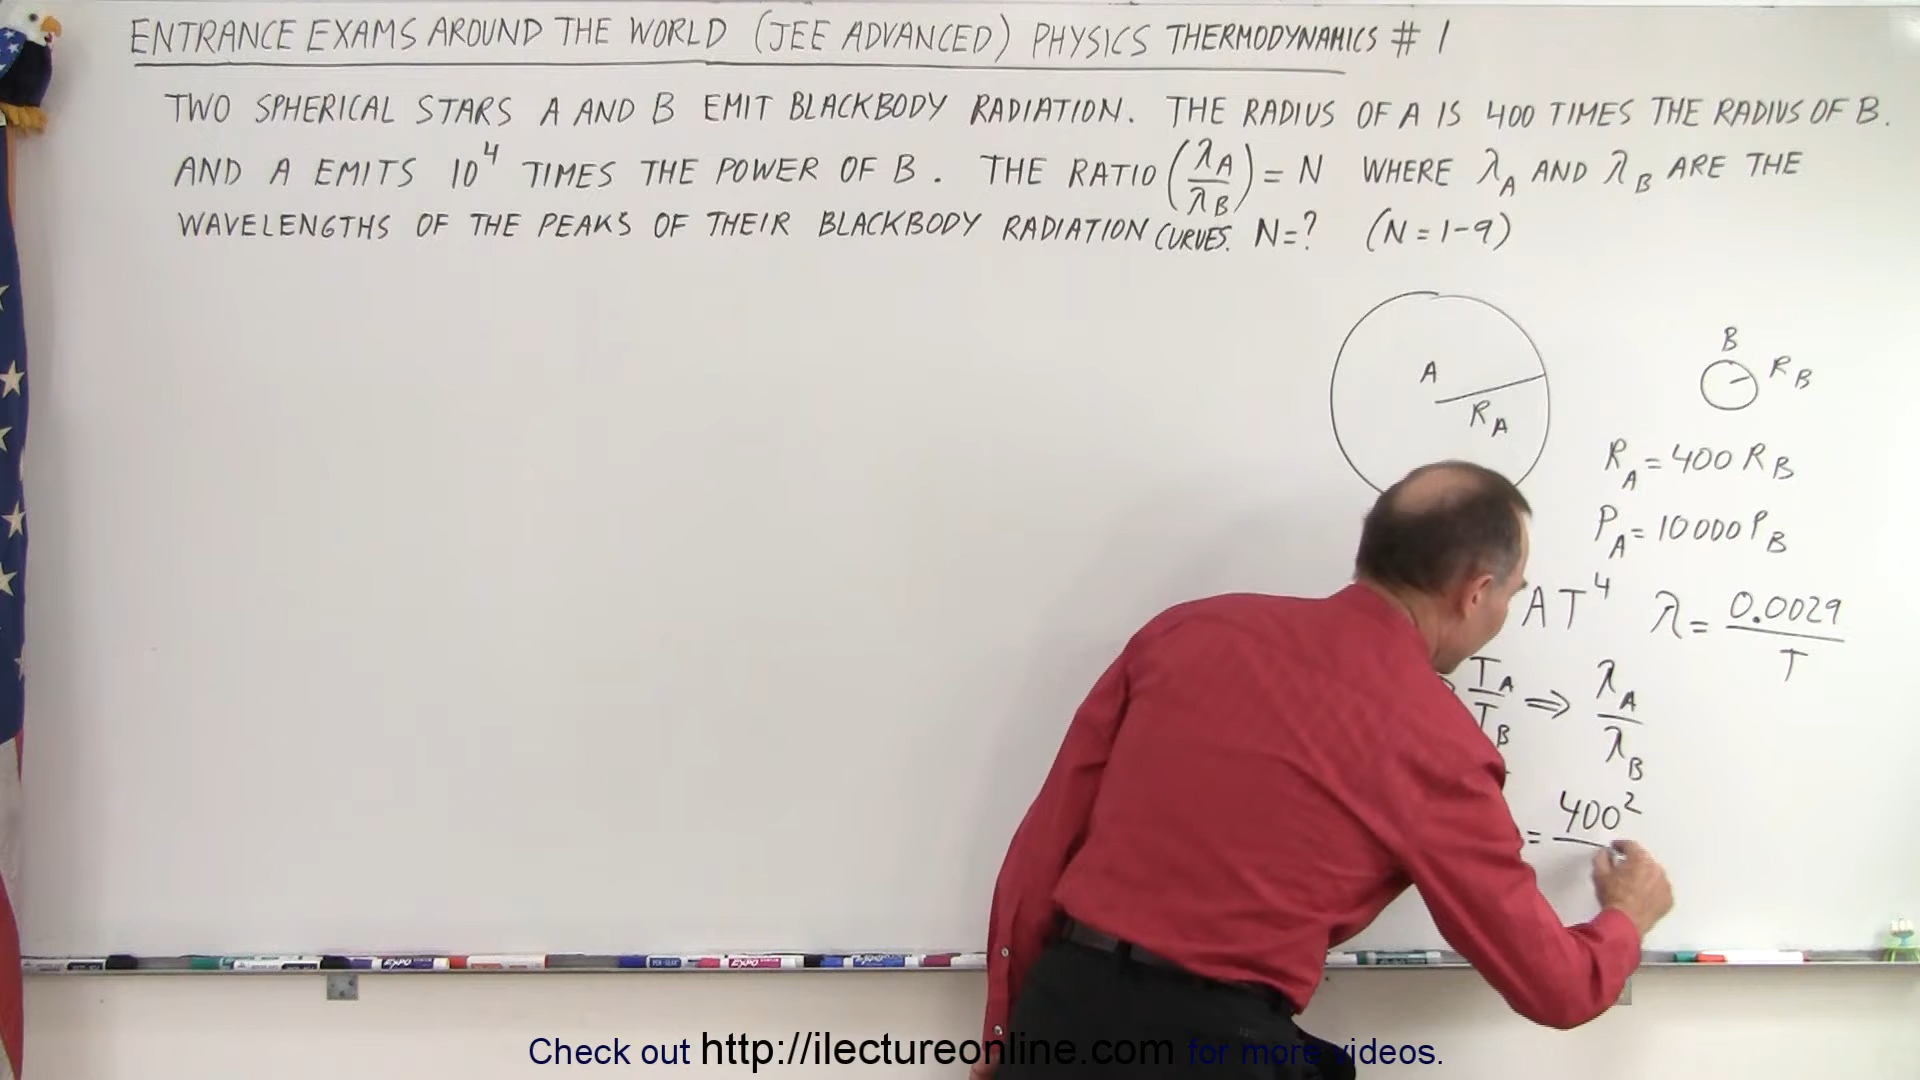 ENTRANCE EXAMS AROUND THE WORLD (JEE ADVANCED) PHYSICS THERMODYNAMICS # 1
TWO SPHERICAL STARS A AND B EMIT BLACKBODY RADIATION. THE RADIUS OF A IS 400 TIMES THE RADIUS OF B.
AND A EMITS 10⁴ TIMES THE POWER OF B. THE RATIO (λA/λB) = N WHERE λA AND λB ARE THE
WAVELENGTHS OF THE PEAKS OF THEIR BLACKBODY RADIATION CURVES. N=? (N=1-9)
A
RA
B
RB
RA = 400 RB
PA = 10000 PB
AT⁴ λ = 0.0029/T
TA/TB ⇒ λA/λB
= 400²
EXPO
EXPO
EXPO
Check out http://ilectureonline.com for more videos.